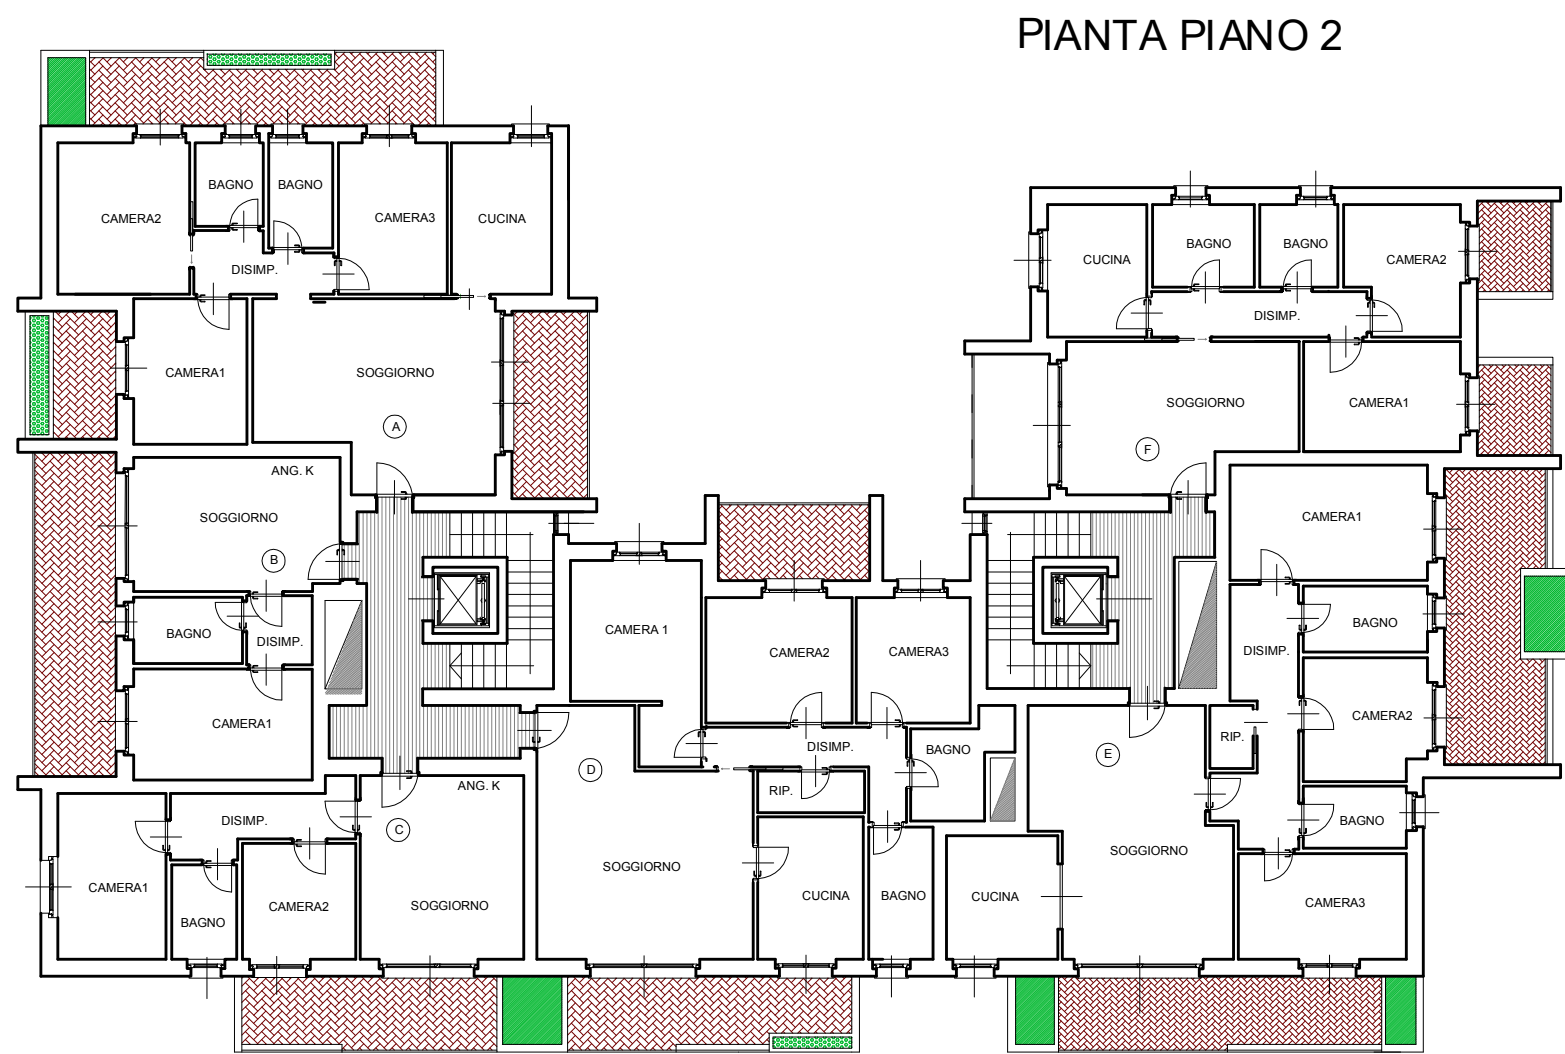 PIANTA PIANO 2
BAGNO
BAGNO
CAMERA2
CAMERA3
CUCINA
DISIMP.
CAMERA1
SOGGIORNO
A
ANG. K
SOGGIORNO
B
BAGNO
DISIMP.
CAMERA1
ANG. K
DISIMP.
C
CAMERA1
BAGNO
CAMERA2
SOGGIORNO
CAMERA 1
CAMERA2
CAMERA3
DISIMP.
BAGNO
D
RIP.
SOGGIORNO
CUCINA
BAGNO
CUCINA
BAGNO
BAGNO
CUCINA
CAMERA2
DISIMP.
SOGGIORNO
CAMERA1
F
CAMERA1
BAGNO
DISIMP.
CAMERA2
RIP.
E
BAGNO
SOGGIORNO
CAMERA3